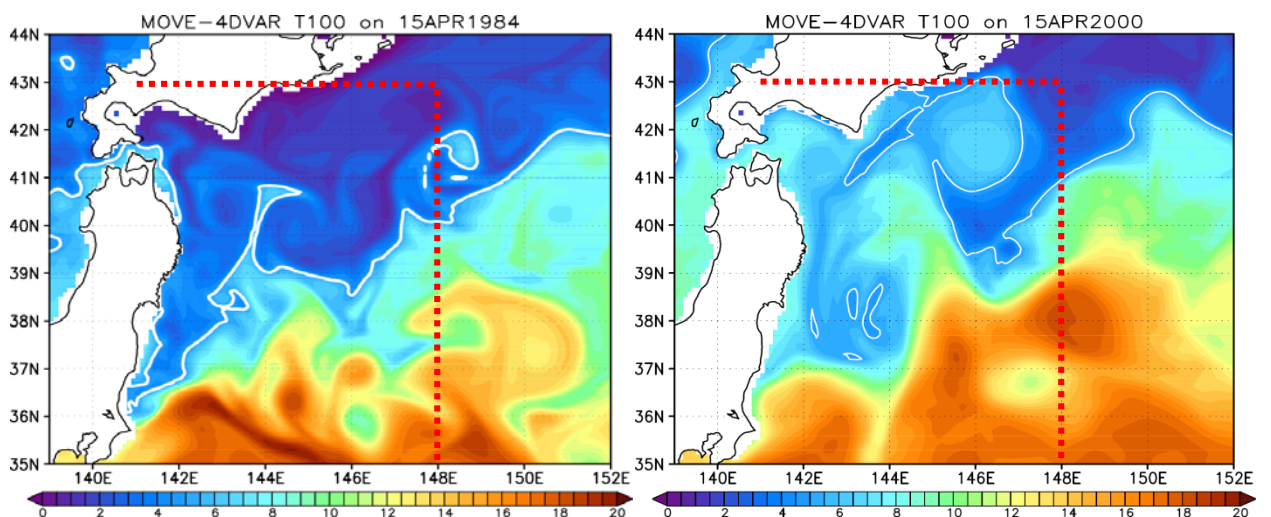 MOVE-4DVAR T100 on 15APR1984
44N
43N
42N
41N
40N
39N
38N
37N
36N
35N
140E 142E 144E 146E 148E 150E 152E
0 2 4 6 8 10 12 14 16 18 20
MOVE-4DVAR T100 on 15APR2000
44N
43N
42N
41N
40N
39N
38N
37N
36N
35N
140E 142E 144E 146E 148E 150E 152E
0 2 4 6 8 10 12 14 16 18 20